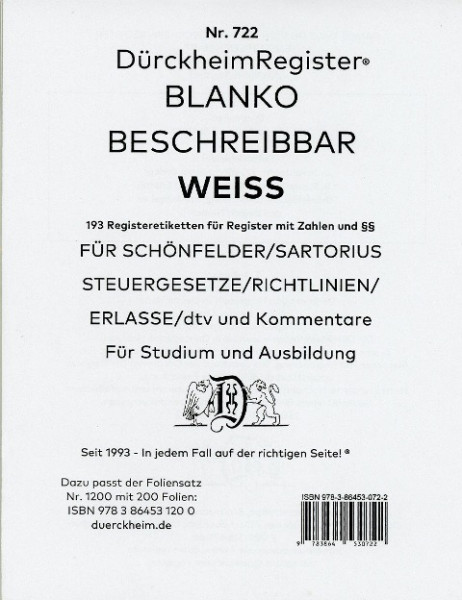 Nr. 722
DürckheimRegister®
BLANKO
BESCHREIBBAR
WEISS
193 Registeretiketten für Register mit Zahlen und §§
FÜR SCHÖNFELDER/SARTORIUS
STEUERGESETZE/RICHTLINIEN/
ERLASSE/dtv und Kommentare
Für Studium und Ausbildung
D
Seit 1993 - In jedem Fall auf der richtigen Seite! ®
Dazu passt der Foliensatz
Nr. 1200 mit 200 Folien:
ISBN 978 3 86453 120 0
duerckheim.de
ISBN 978-3-86453-072-2
9 783864 530722